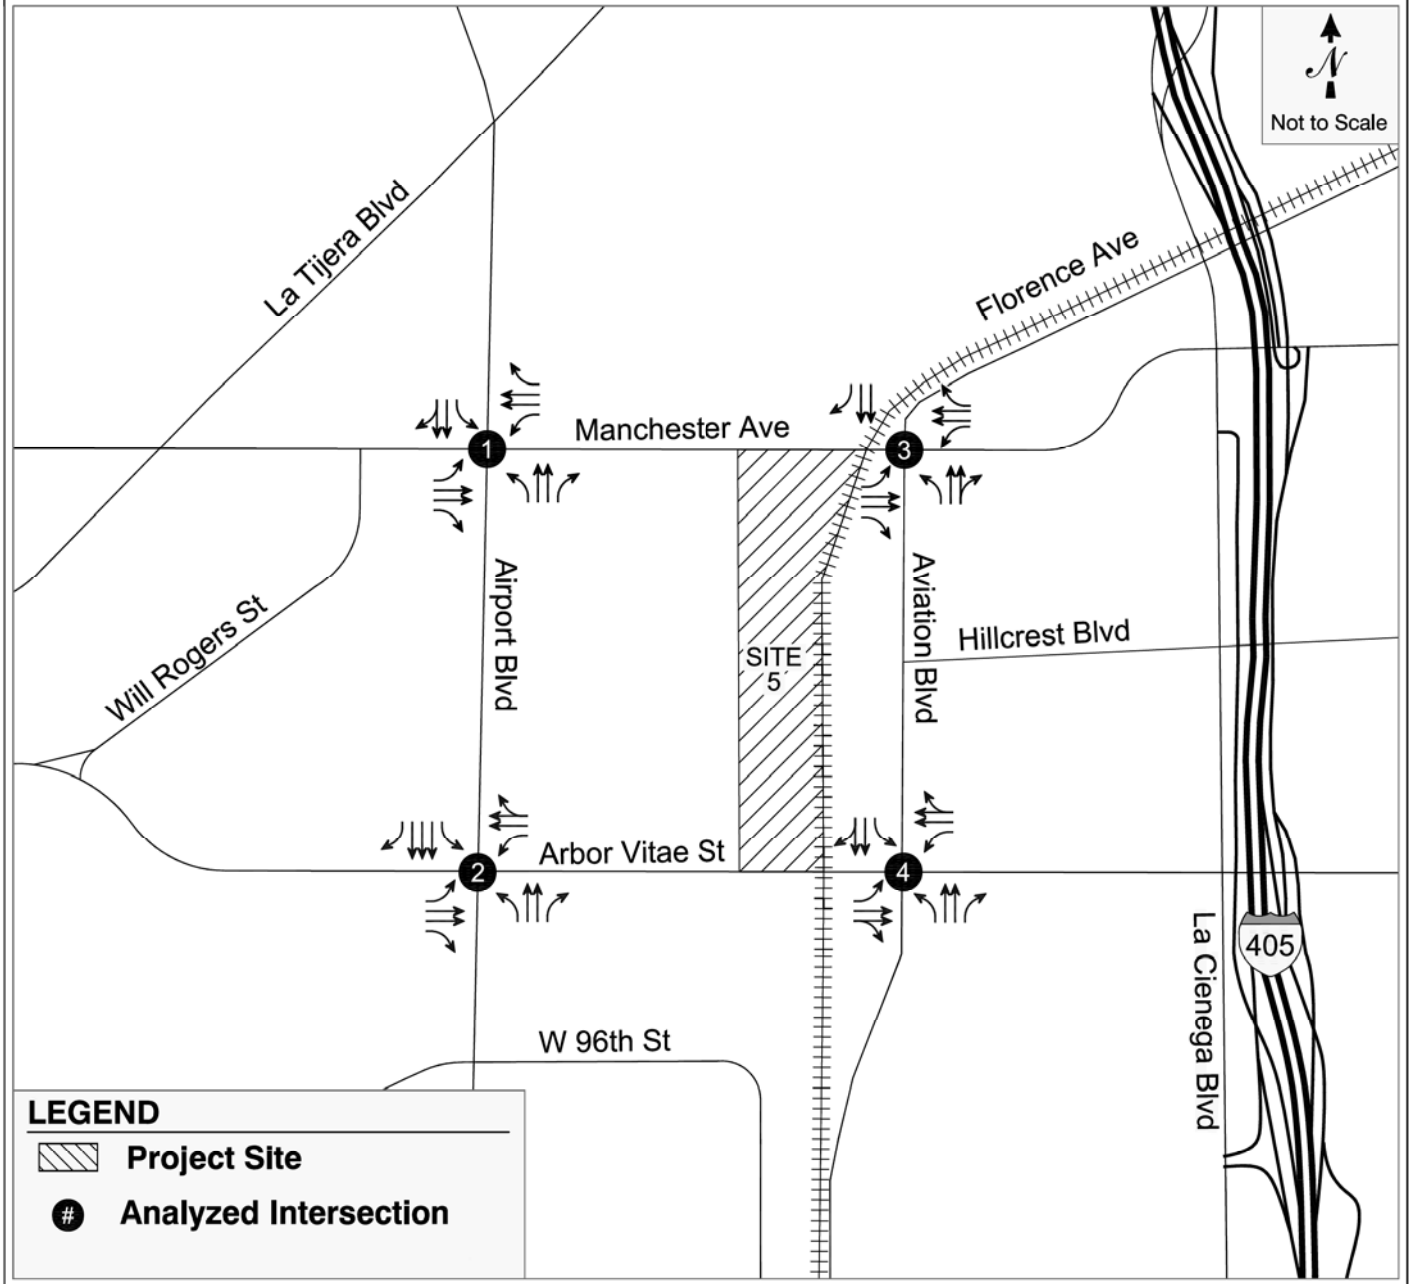 N
Not to Scale
La Tijera Blvd
Florence Ave
Manchester Ave
1
3
Airport Blvd
Aviation Blvd
Will Rogers St
Hillcrest Blvd
SITE
5
Arbor Vitae St
2
4
La Cienega Blvd
405
W 96th St
LEGEND
Project Site
# Analyzed Intersection